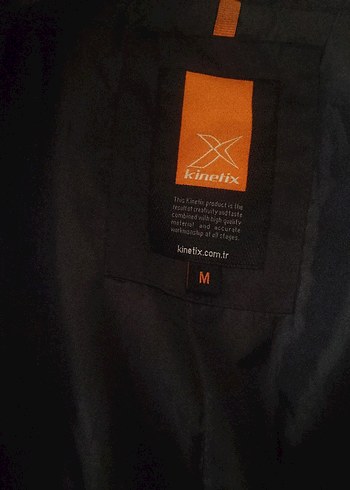 kinetix
This Kinetix product is the
result of creativity and taste
combined with high quality
material and accurate
workmanship at all stages.
kinetix.com.tr
M